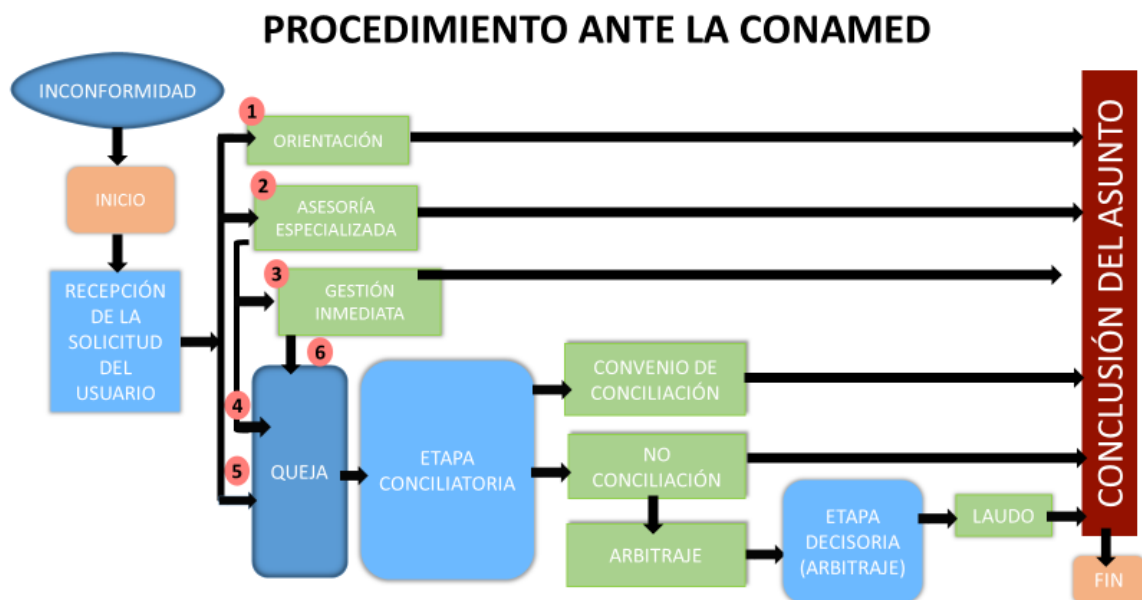 PROCEDIMIENTO ANTE LA CONAMED
INCONFORMIDAD
INICIO
RECEPCIÓN
DE LA
SOLICITUD
DEL
USUARIO
1
ORIENTACIÓN
2
ASESORÍA
ESPECIALIZADA
3
GESTIÓN
INMEDIATA
6
4
5
QUEJA
ETAPA
CONCILIATORIA
CONVENIO DE
CONCILIACIÓN
NO
CONCILIACIÓN
ARBITRAJE
ETAPA
DECISORIA
(ARBITRAJE)
LAUDO
CONCLUSIÓN DEL ASUNTO
FIN